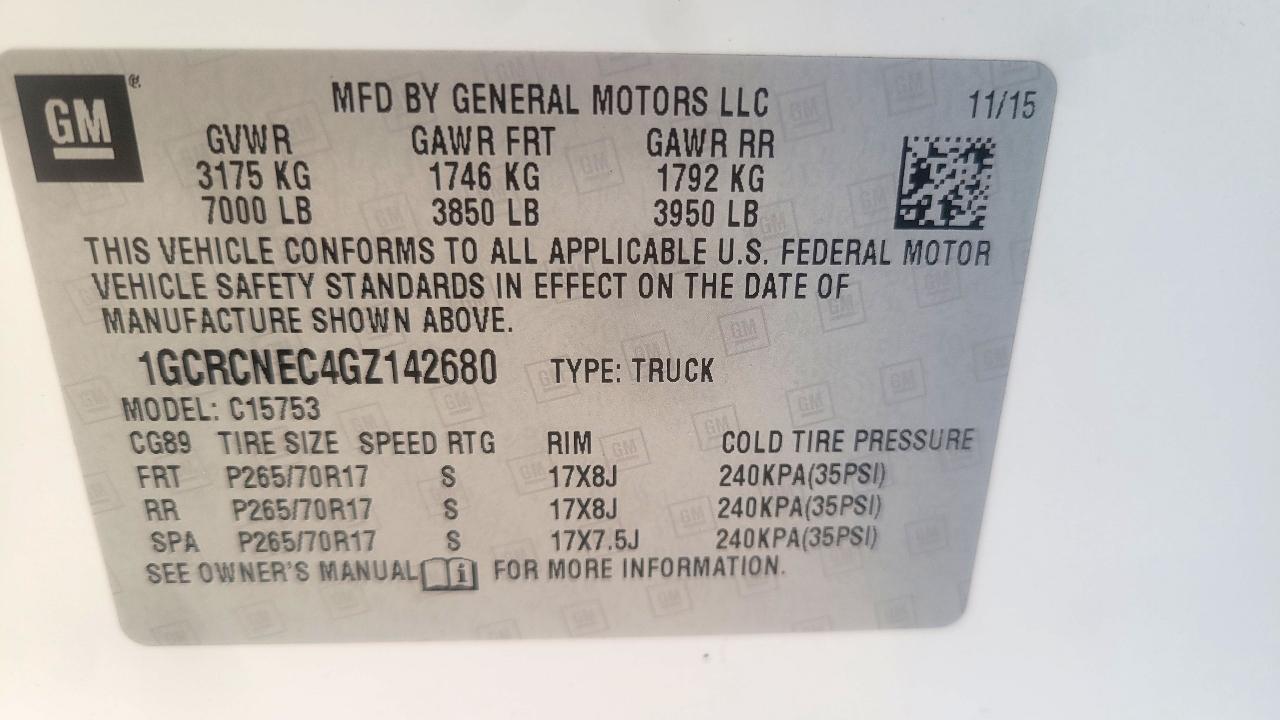 GM ®
MFD BY GENERAL MOTORS LLC 11/15
GVWR GAWR FRT GAWR RR
3175 KG 1746 KG 1792 KG
7000 LB 3850 LB 3950 LB
THIS VEHICLE CONFORMS TO ALL APPLICABLE U.S. FEDERAL MOTOR
VEHICLE SAFETY STANDARDS IN EFFECT ON THE DATE OF
MANUFACTURE SHOWN ABOVE.
1GCRCNEC4GZ142680 TYPE: TRUCK
MODEL: C15753
CG89 TIRE SIZE SPEED RTG RIM COLD TIRE PRESSURE
FRT P265/70R17 S 17X8J 240KPA(35PSI)
RR P265/70R17 S 17X8J 240KPA(35PSI)
SPA P265/70R17 S 17X7.5J 240KPA(35PSI)
SEE OWNER'S MANUAL i FOR MORE INFORMATION.